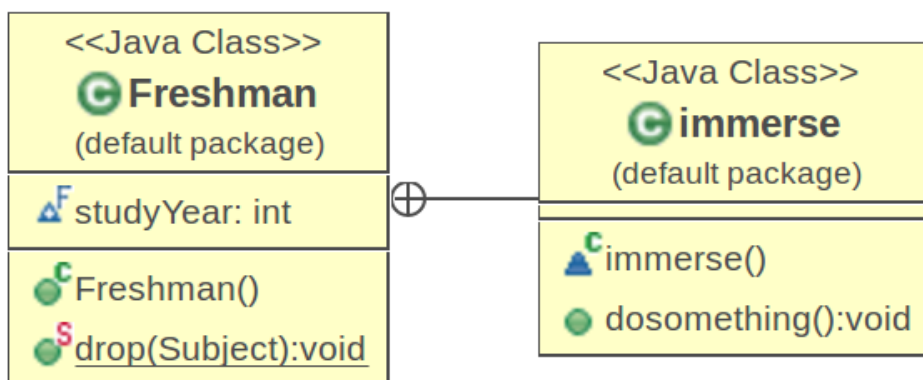 <<Java Class>>
C Freshman
(default package)
F studyYear: int
C Freshman()
S drop(Subject):void
<<Java Class>>
C immerse
(default package)
C immerse()
dosomething():void